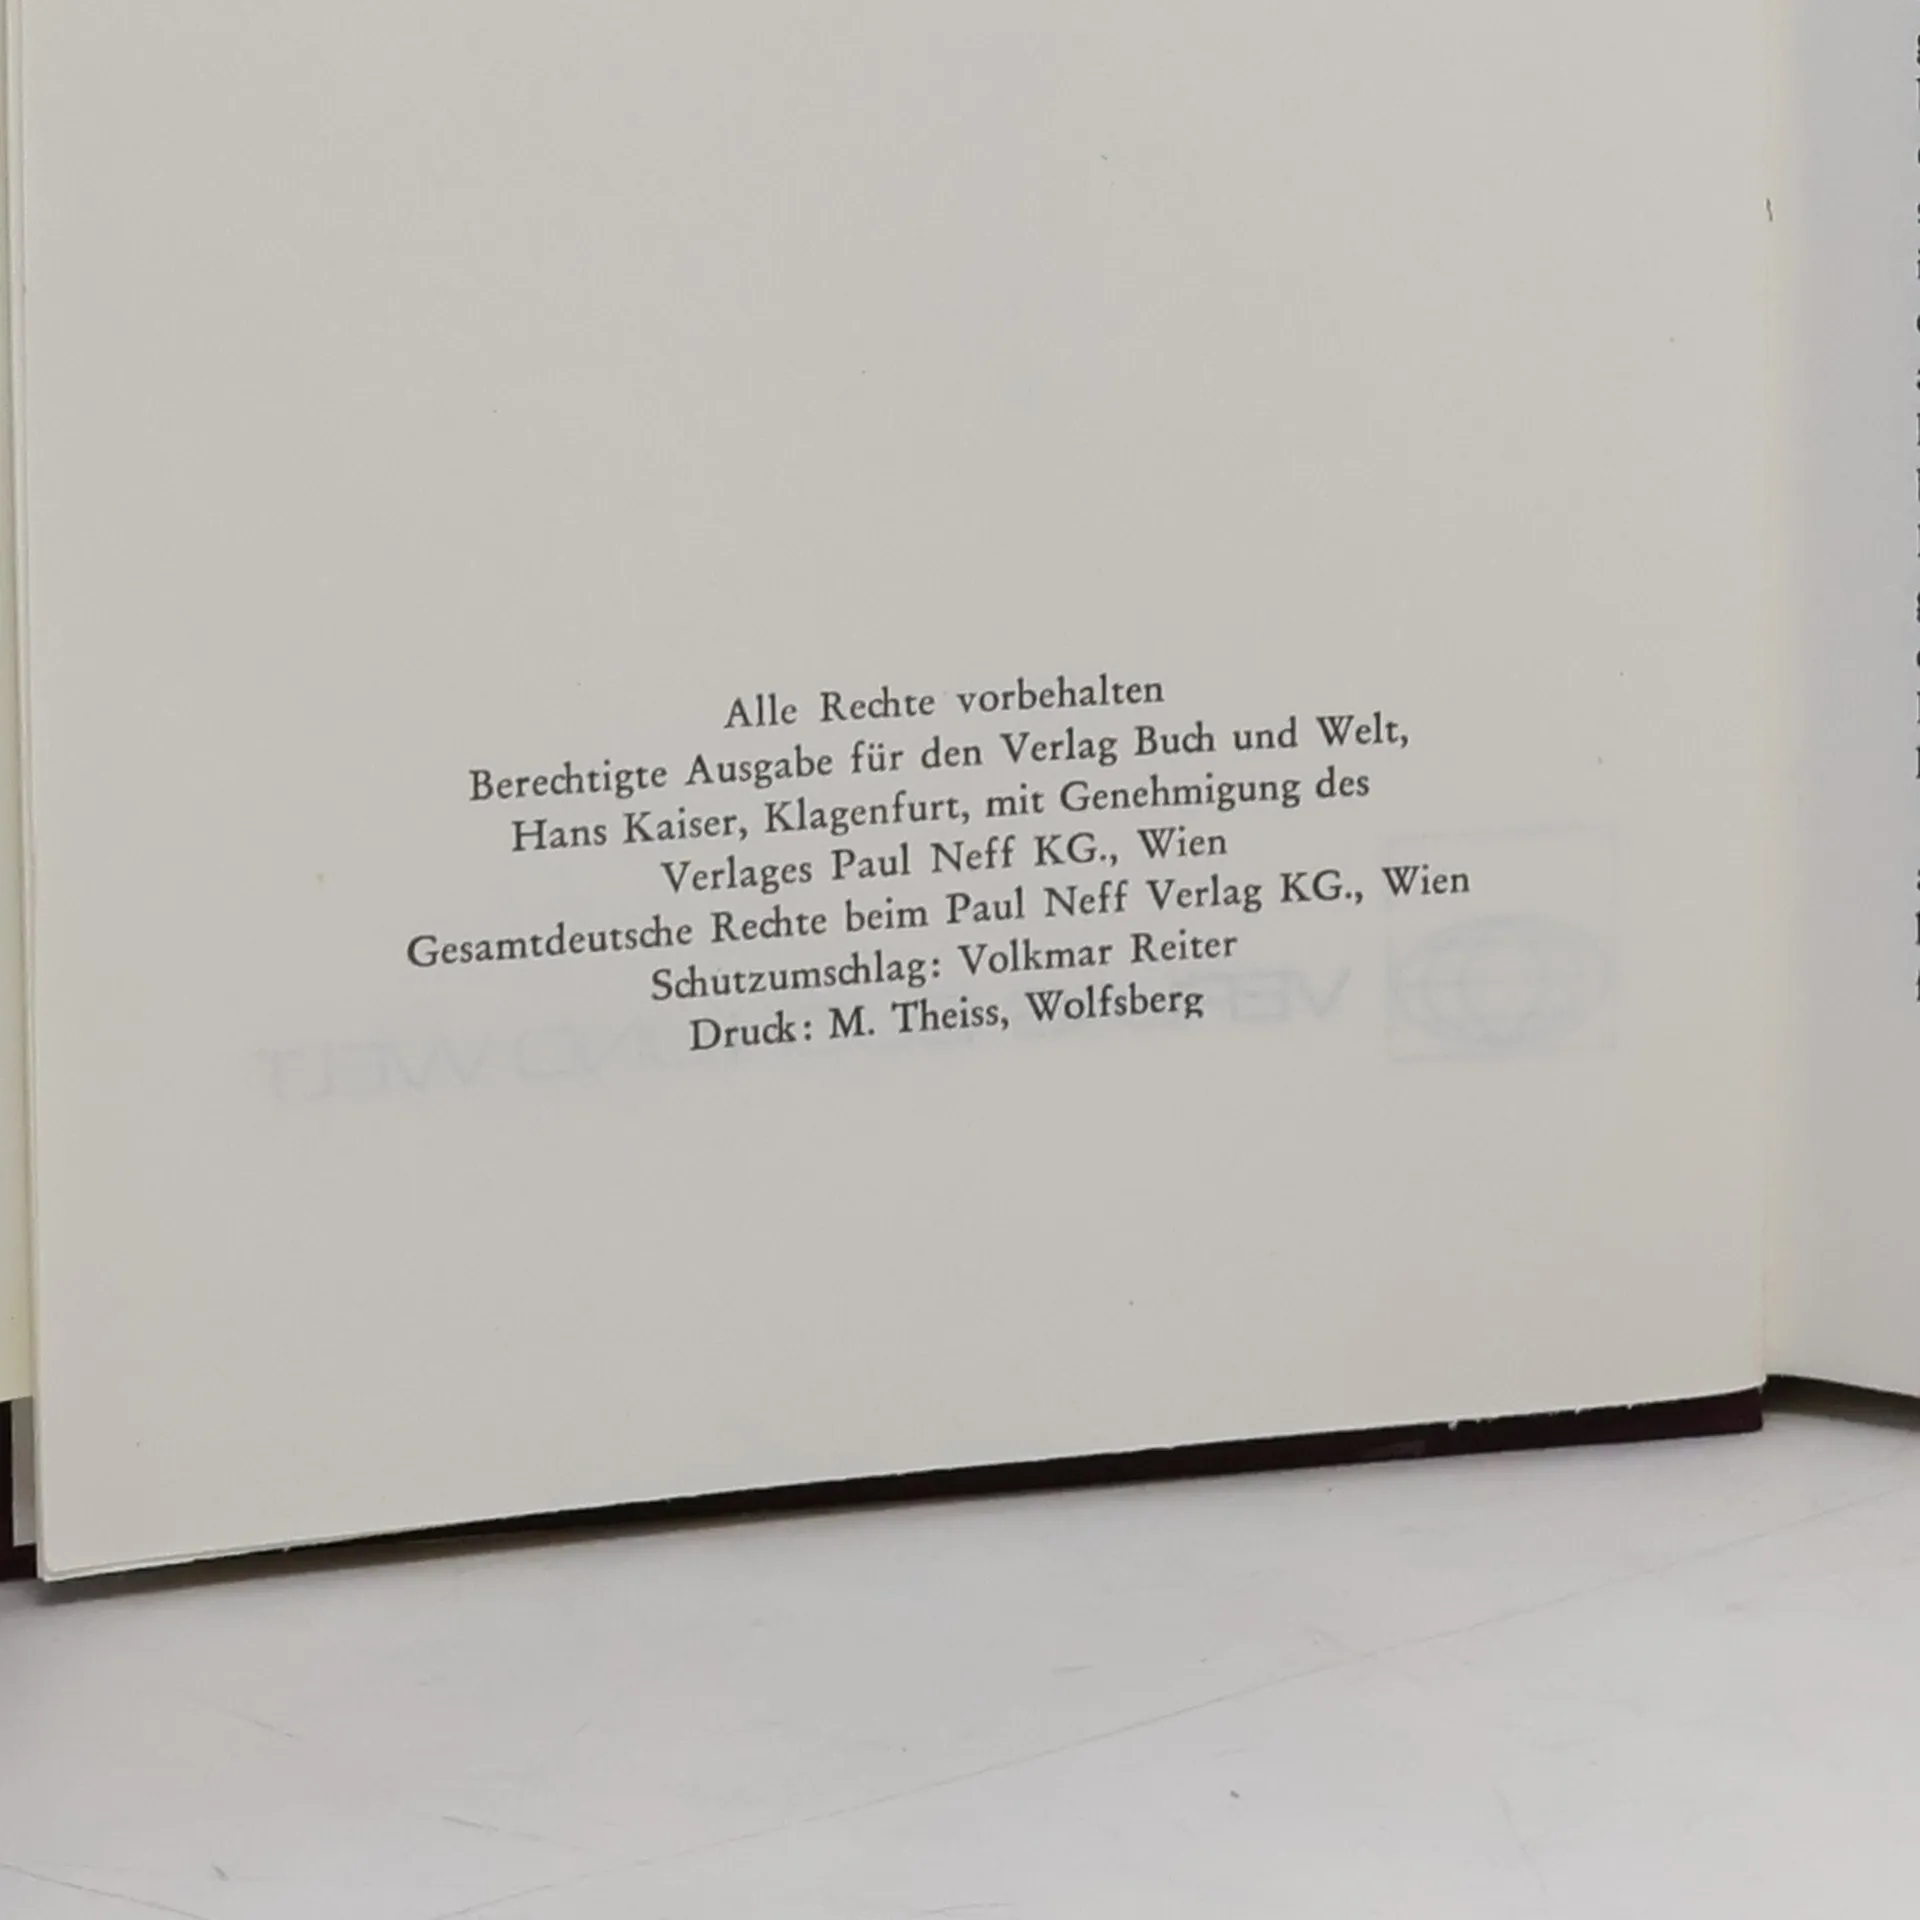 Alle Rechte vorbehalten
Berechtigte Ausgabe für den Verlag Buch und Welt,
Hans Kaiser, Klagenfurt, mit Genehmigung des
Verlages Paul Neff KG., Wien
Gesamtdeutsche Rechte beim Paul Neff Verlag KG., Wien
Schutzumschlag: Volkmar Reiter
Druck: M. Theiss, Wolfsberg